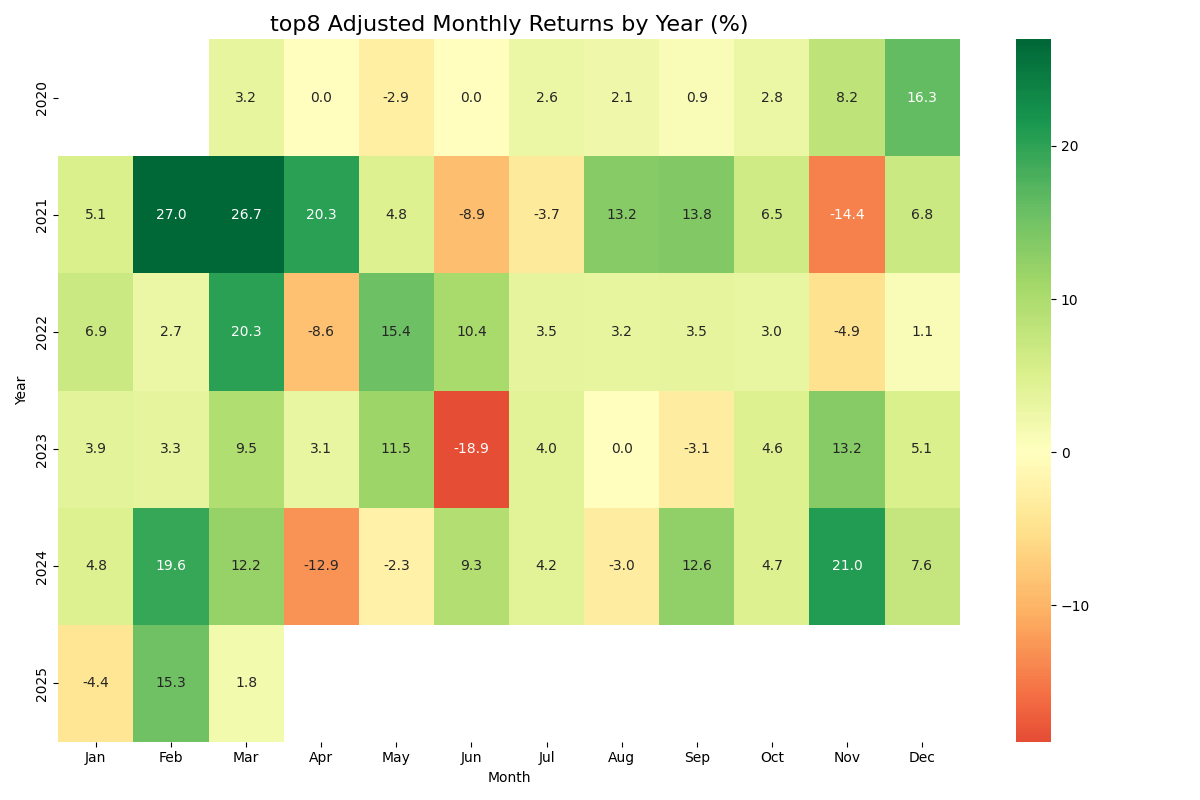 top8 Adjusted Monthly Returns by Year (%)
2020 3.2 0.0 -2.9 0.0 2.6 2.1 0.9 2.8 8.2 16.3
2021 5.1 27.0 26.7 20.3 4.8 -8.9 -3.7 13.2 13.8 6.5 -14.4 6.8
2022 6.9 2.7 20.3 -8.6 15.4 10.4 3.5 3.2 3.5 3.0 -4.9 1.1
Year
2023 3.9 3.3 9.5 3.1 11.5 -18.9 4.0 0.0 -3.1 4.6 13.2 5.1
2024 4.8 19.6 12.2 -12.9 -2.3 9.3 4.2 -3.0 12.6 4.7 21.0 7.6
2025 -4.4 15.3 1.8
Jan Feb Mar Apr May Jun Jul Aug Sep Oct Nov Dec
Month
20
10
0
−10